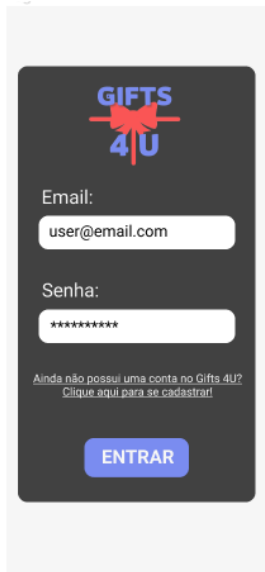 GIFTS
4U
Email:
user@email.com
Senha:
**********
Ainda não possui uma conta no Gifts 4U?
Clique aqui para se cadastrar!
ENTRAR